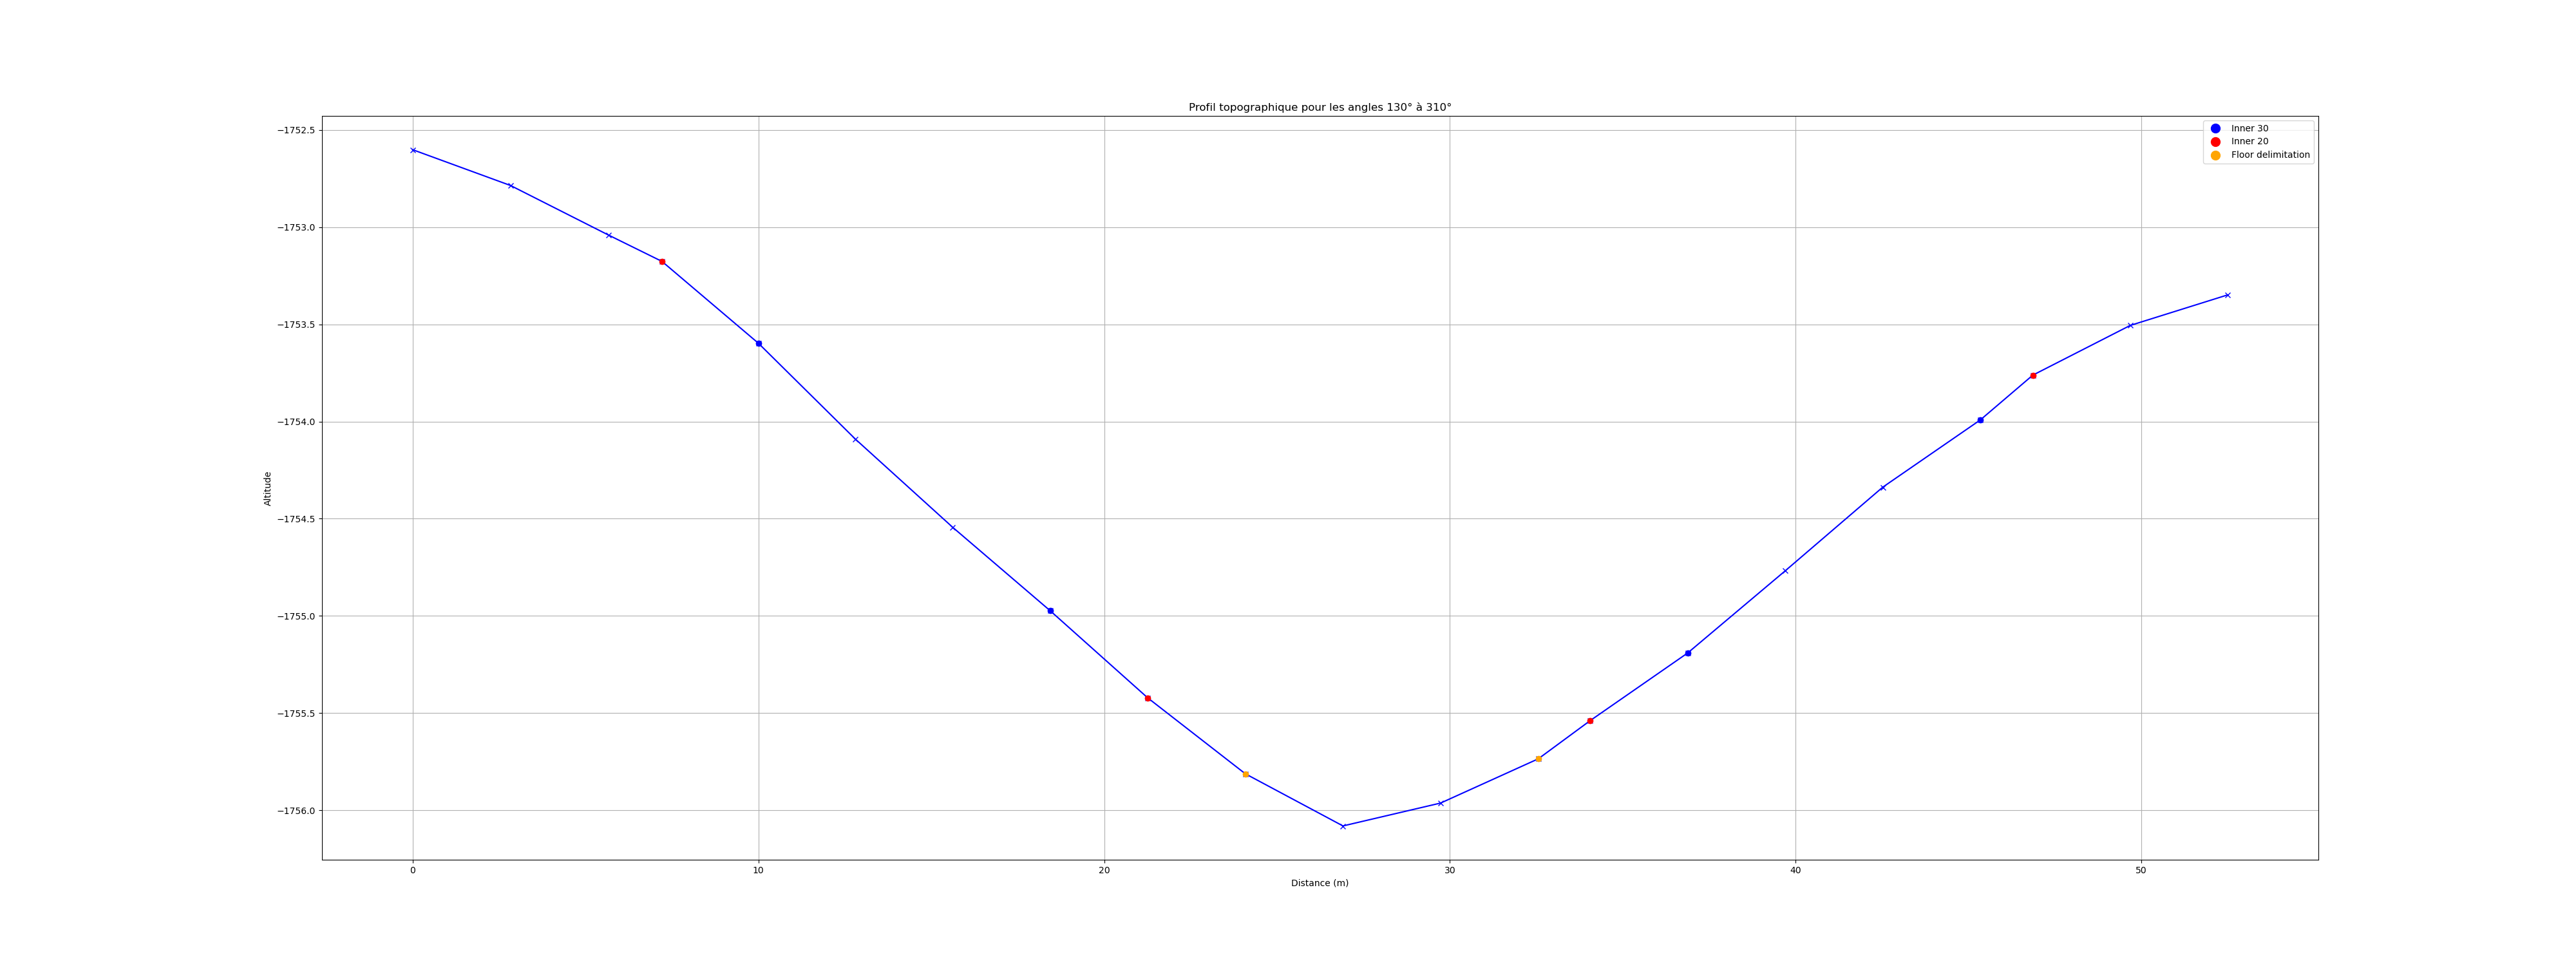 Profil topographique pour les angles 130° à 310°
−1752.5
−1753.0
−1753.5
−1754.0
−1754.5
−1755.0
−1755.5
−1756.0
Altitude
0 10 20 30 40 50
Distance (m)
Inner 30
Inner 20
Floor delimitation